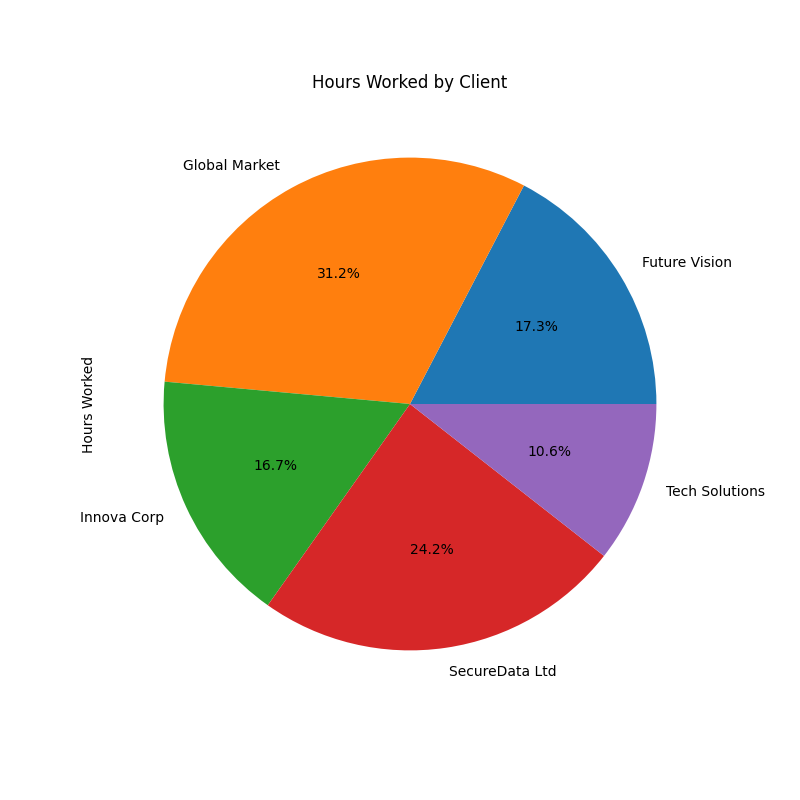 Hours Worked by Client
Global Market
Future Vision
31.2%
17.3%
Hours Worked
16.7%
10.6%
Innova Corp
Tech Solutions
24.2%
SecureData Ltd